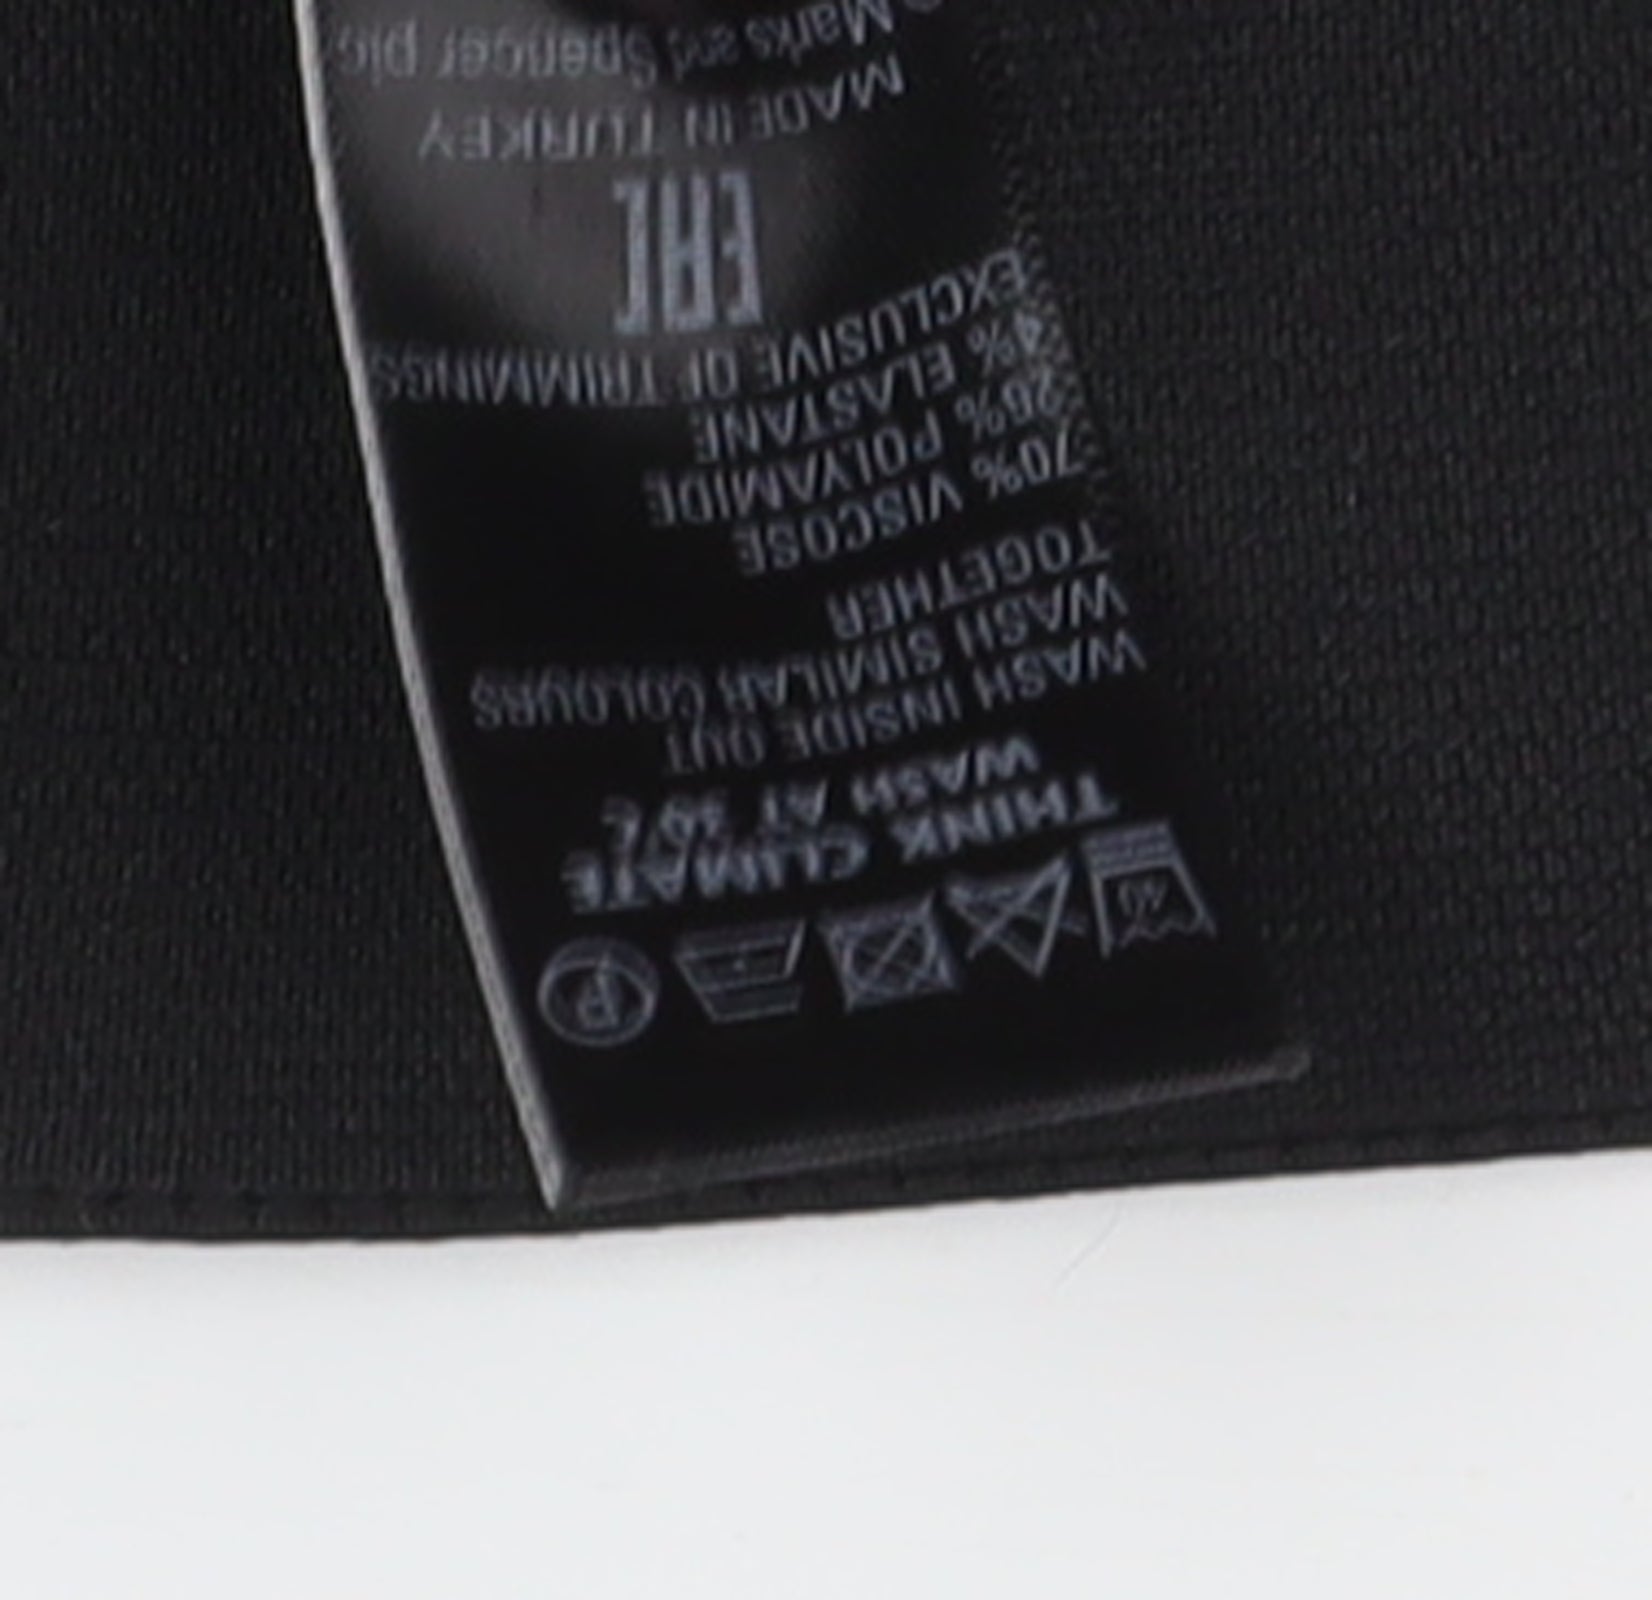 40
P
THINK CLIMATE
WASH AT 30°C
WASH INSIDE OUT
WASH SIMILAR COLOURS
TOGETHER
70% VISCOSE
26% POLYAMIDE
4% ELASTANE
EXCLUSIVE OF TRIMMINGS
EAC
MADE IN TURKEY
© Marks and Spencer plc